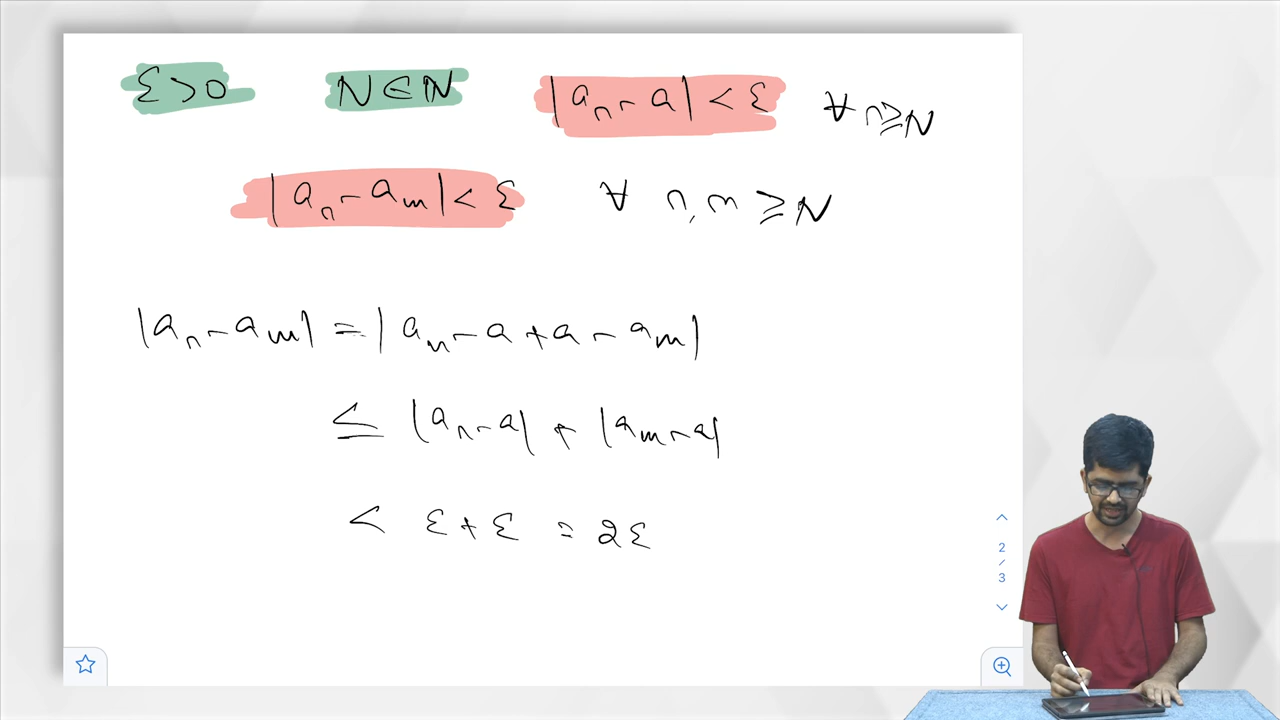 ε > 0 N ∈ ℕ |aₙ - a| < ε ∀ n ≥ N
|aₙ - aₘ| < ε ∀ n, m ≥ N
|aₙ - aₘ| = |aₙ - a + a - aₘ|
≤ |aₙ - a| + |aₘ - a|
< ε + ε = 2ε
2
/
3